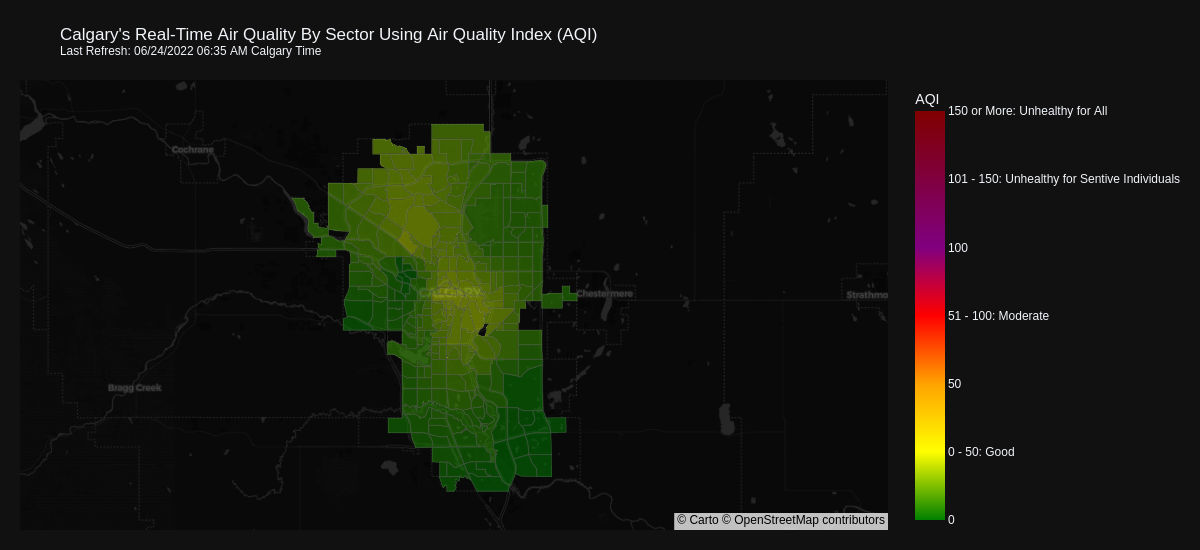 Calgary's Real-Time Air Quality By Sector Using Air Quality Index (AQI)
Last Refresh: 06/24/2022 06:35 AM Calgary Time
AQI
150 or More: Unhealthy for All
101 - 150: Unhealthy for Sentive Individuals
100
51 - 100: Moderate
50
0 - 50: Good
0
Cochrane
CALGARY
Chestermere
Strathmo
Bragg Creek
© Carto © OpenStreetMap contributors